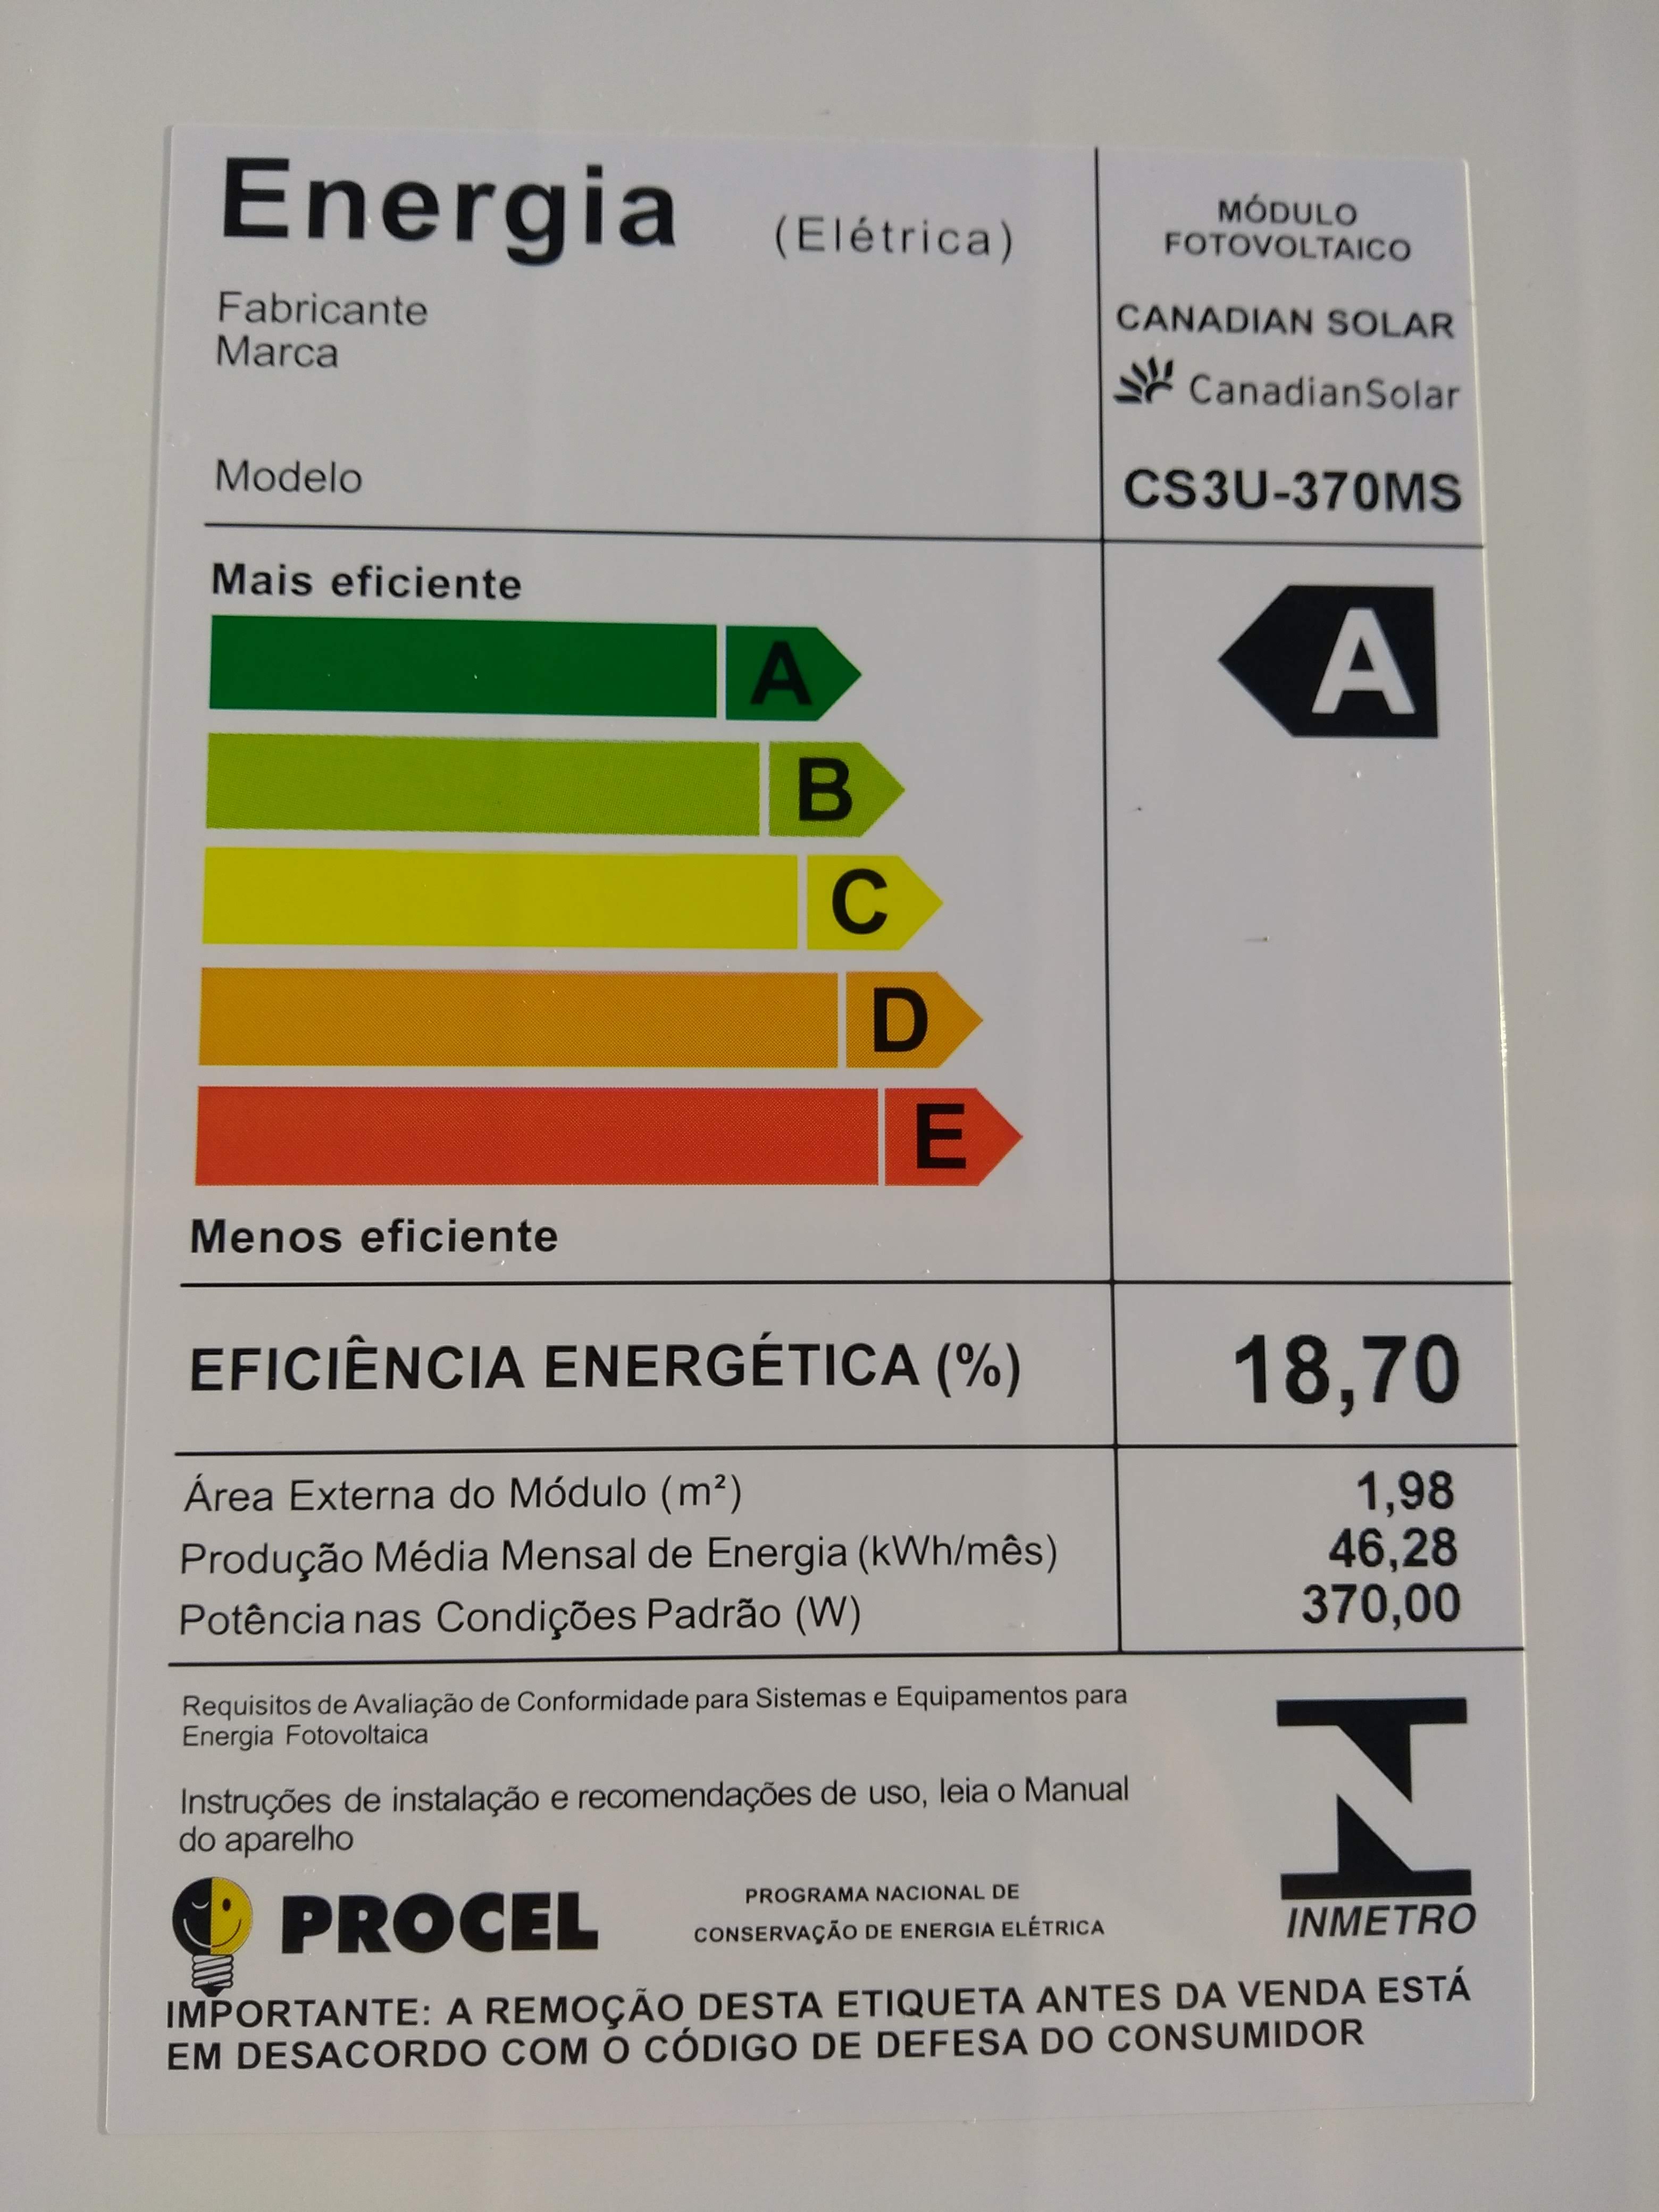 Energia (Elétrica)
MÓDULO
FOTOVOLTAICO
Fabricante
CANADIAN SOLAR
Marca
CanadianSolar
Modelo
CS3U-370MS
Mais eficiente
A
A
B
C
D
E
Menos eficiente
EFICIÊNCIA ENERGÉTICA (%)
18,70
Área Externa do Módulo (m²)
1,98
Produção Média Mensal de Energia (kWh/mês)
46,28
Potência nas Condições Padrão (W)
370,00
Requisitos de Avaliação de Conformidade para Sistemas e Equipamentos para
Energia Fotovoltaica
Instruções de instalação e recomendações de uso, leia o Manual
do aparelho
PROCEL
PROGRAMA NACIONAL DE
CONSERVAÇÃO DE ENERGIA ELÉTRICA
INMETRO
IMPORTANTE: A REMOÇÃO DESTA ETIQUETA ANTES DA VENDA ESTÁ
EM DESACORDO COM O CÓDIGO DE DEFESA DO CONSUMIDOR